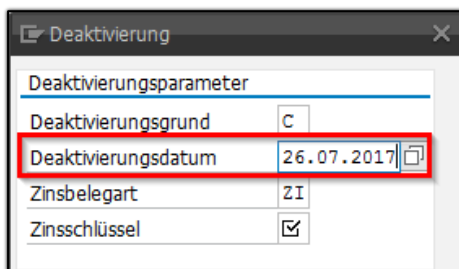 Deaktivierung
Deaktivierungsparameter
Deaktivierungsgrund C
Deaktivierungsdatum 26.07.2017
Zinsbelegart ZI
Zinsschlüssel